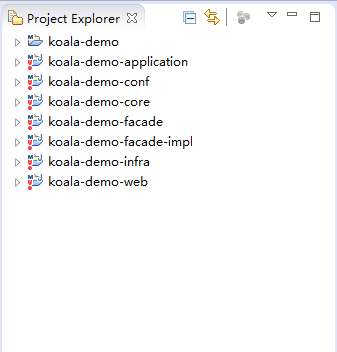 Project Explorer
koala-demo
koala-demo-application
koala-demo-conf
koala-demo-core
koala-demo-facade
koala-demo-facade-impl
koala-demo-infra
koala-demo-web